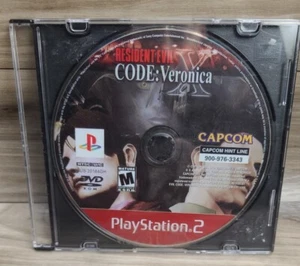 RESIDENT EVIL
CODE: Veronica
X
CAPCOM
CAPCOM HINT LINE
900-976-3343
DVD
M
PlayStation 2